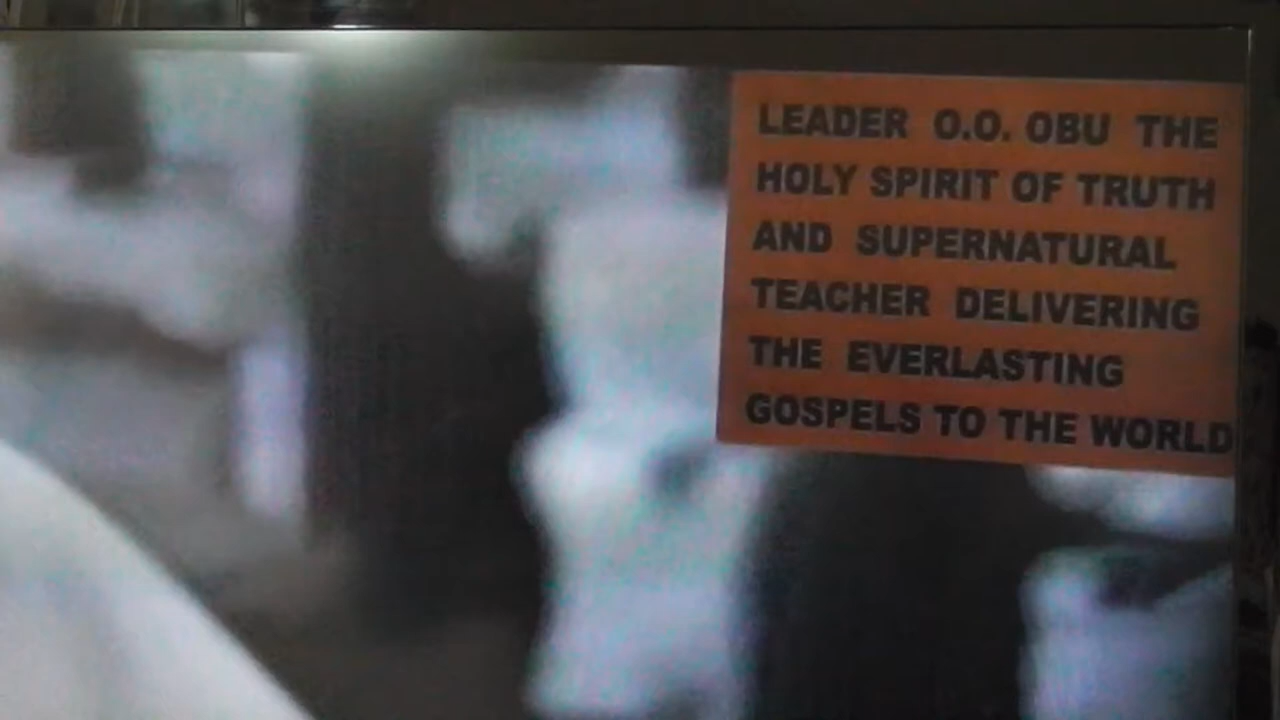 LEADER O.O. OBU THE
HOLY SPIRIT OF TRUTH
AND SUPERNATURAL
TEACHER DELIVERING
THE EVERLASTING
GOSPELS TO THE WORLD